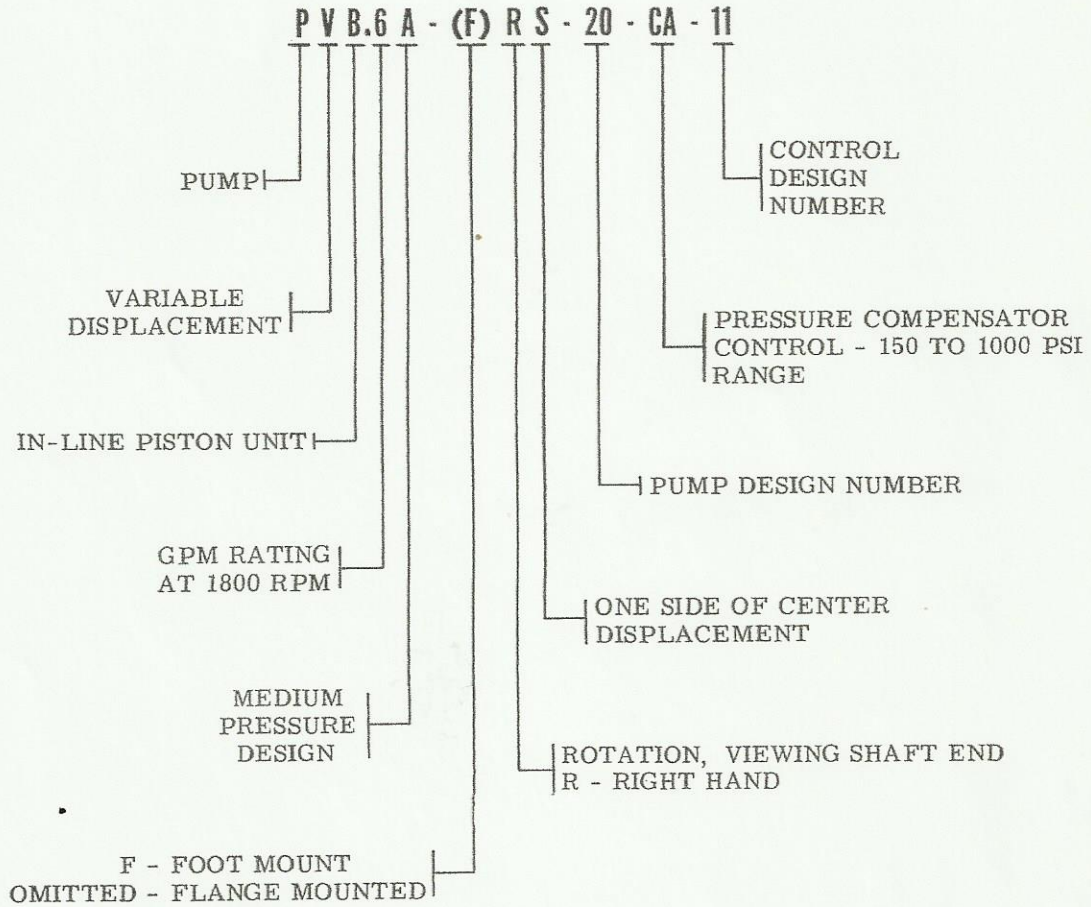 P V B.6 A - (F) R S - 20 - CA - 11
PUMP
CONTROL
DESIGN
NUMBER
VARIABLE
DISPLACEMENT
PRESSURE COMPENSATOR
CONTROL - 150 TO 1000 PSI
RANGE
IN-LINE PISTON UNIT
PUMP DESIGN NUMBER
GPM RATING
AT 1800 RPM
ONE SIDE OF CENTER
DISPLACEMENT
MEDIUM
PRESSURE
DESIGN
ROTATION, VIEWING SHAFT END
R - RIGHT HAND
F - FOOT MOUNT
OMITTED - FLANGE MOUNTED